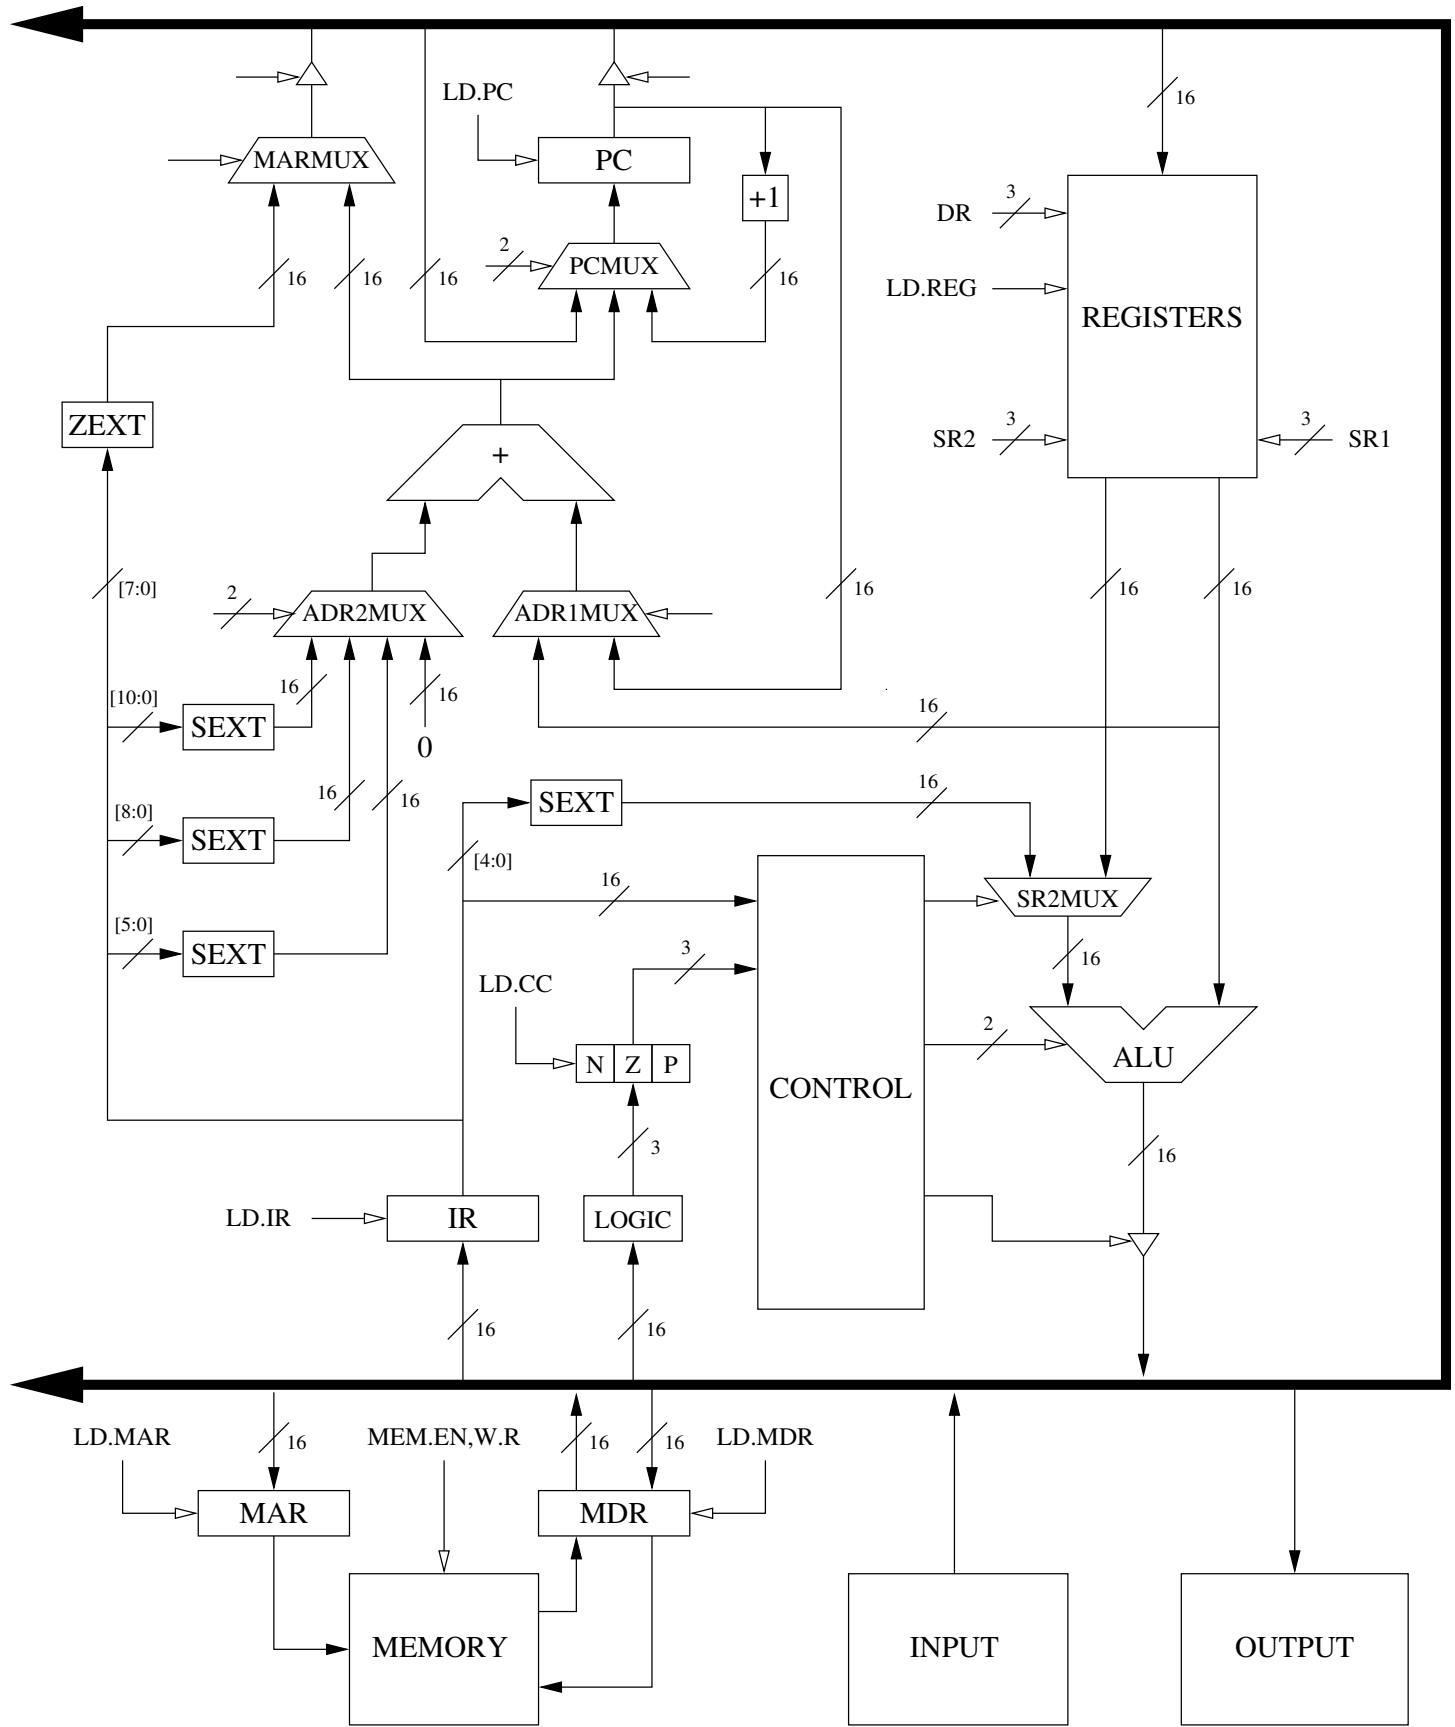 LD.PC
16
MARMUX
PC
+1
DR
3
LD.REG
REGISTERS
2
PCMUX
16
16
16
16
ZEXT
+
SR2
3
3
SR1
[7:0]
2
ADR2MUX
ADR1MUX
16
16
16
[10:0]
SEXT
16
16
0
16
[8:0]
SEXT
16
16
SEXT
16
[4:0]
16
SR2MUX
[5:0]
SEXT
3
16
LD.CC
N
Z
P
2
ALU
CONTROL
3
16
LD.IR
IR
LOGIC
16
16
LD.MAR
16
MEM.EN,W.R
16
16
LD.MDR
MAR
MDR
MEMORY
INPUT
OUTPUT